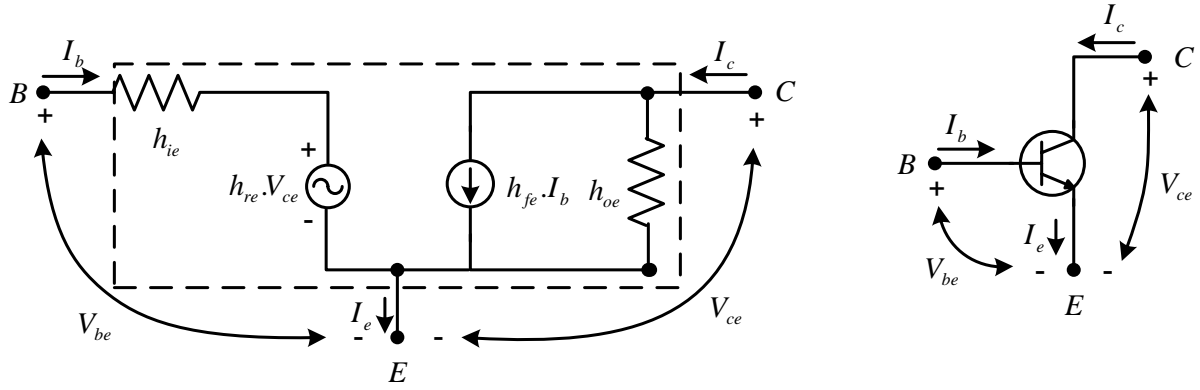 I_b
B
+
h_ie
+
h_re.V_ce
-
h_fe.I_b
h_oe
I_c
C
+
V_be
I_e
-
-
E
V_ce
I_c
C
+
I_b
B
+
V_ce
I_e
V_be
-
-
E